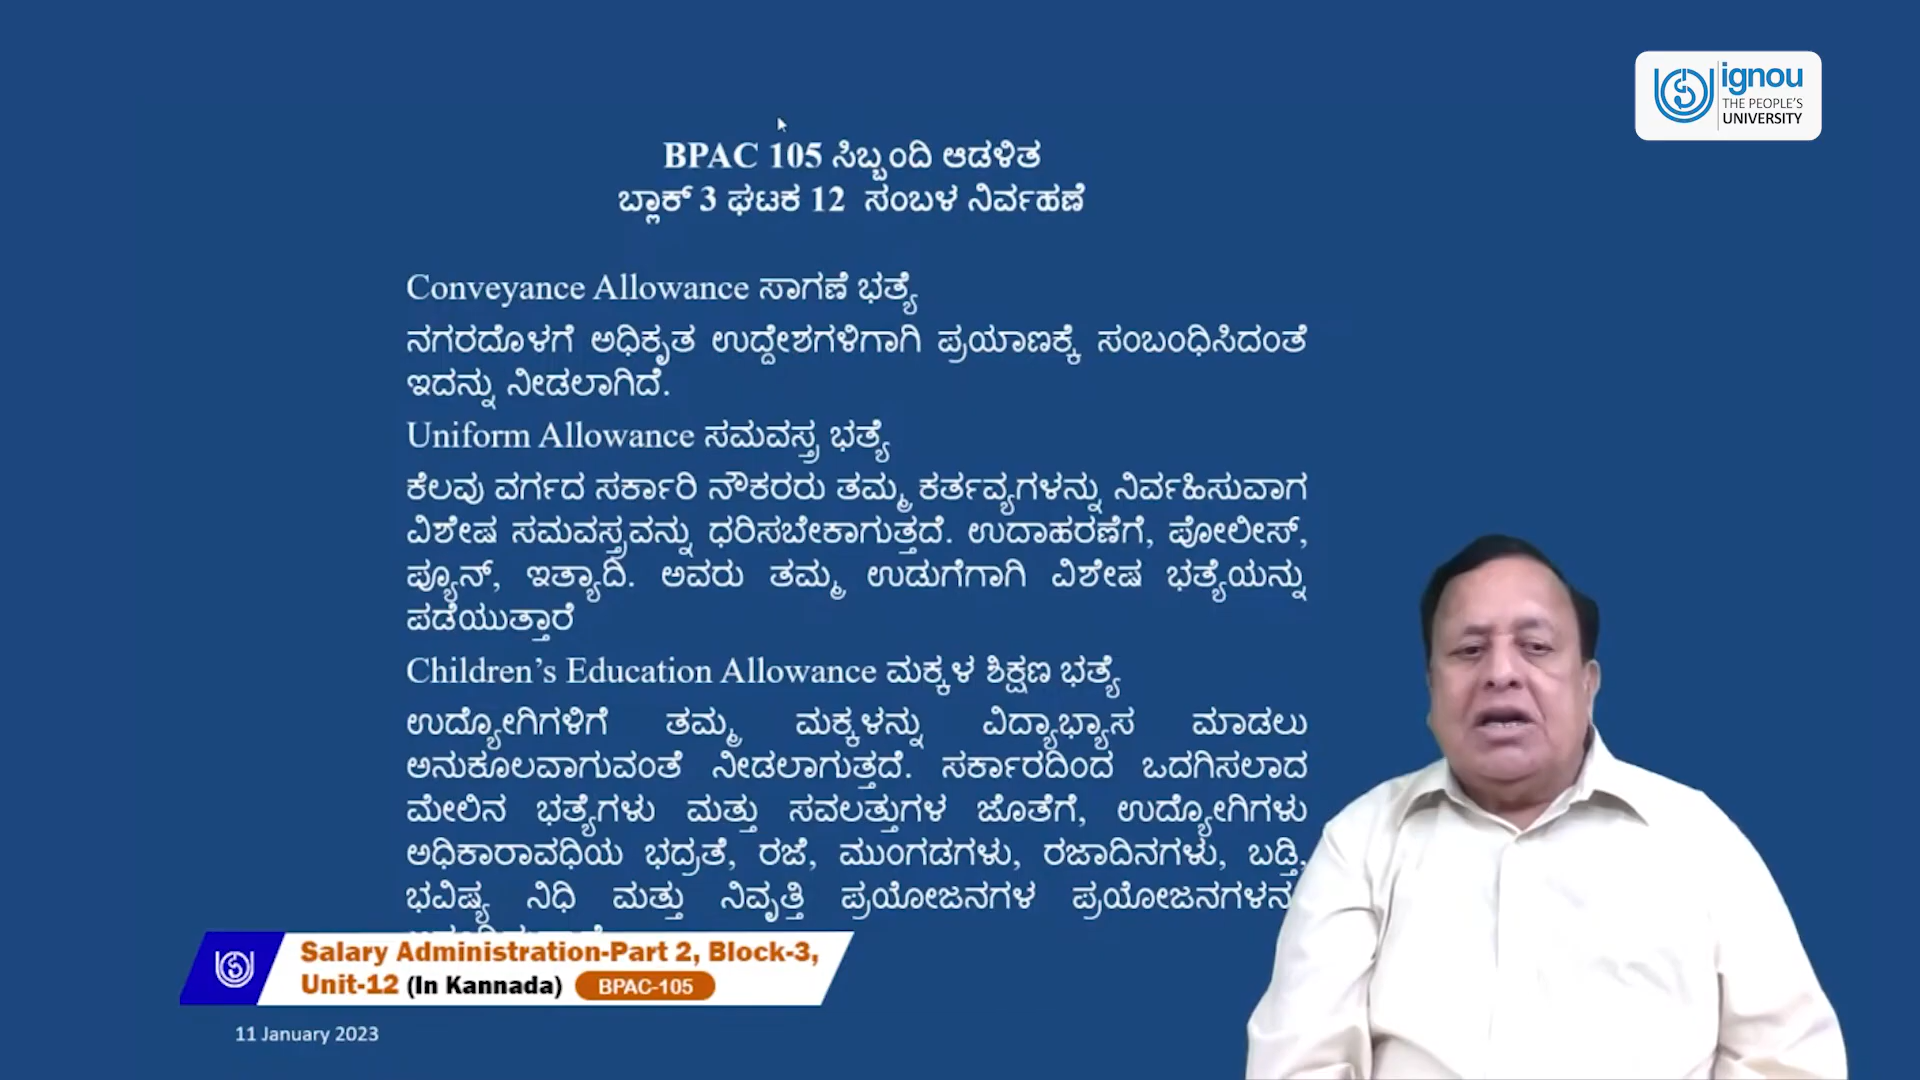 ignou
THE PEOPLE'S
UNIVERSITY
BPAC 105 ಸಿಬ್ಬಂದಿ ಆಡಳಿತ
ಬ್ಲಾಕ್ 3 ಘಟಕ 12 ಸಂಬಳ ನಿರ್ವಹಣೆ
Conveyance Allowance ಸಾಗಣೆ ಭತ್ಯೆ
ನಗರದೊಳಗೆ ಅಧಿಕೃತ ಉದ್ದೇಶಗಳಿಗಾಗಿ ಪ್ರಯಾಣಕ್ಕೆ ಸಂಬಂಧಿಸಿದಂತೆ
ಇದನ್ನು ನೀಡಲಾಗಿದೆ.
Uniform Allowance ಸಮವಸ್ತ್ರ ಭತ್ಯೆ
ಕೆಲವು ವರ್ಗದ ಸರ್ಕಾರಿ ನೌಕರರು ತಮ್ಮ ಕರ್ತವ್ಯಗಳನ್ನು ನಿರ್ವಹಿಸುವಾಗ
ವಿಶೇಷ ಸಮವಸ್ತ್ರವನ್ನು ಧರಿಸಬೇಕಾಗುತ್ತದೆ. ಉದಾಹರಣೆಗೆ, ಪೋಲೀಸ್,
ಪ್ಯೂನ್, ಇತ್ಯಾದಿ. ಅವರು ತಮ್ಮ ಉಡುಗೆಗಾಗಿ ವಿಶೇಷ ಭತ್ಯೆಯನ್ನು
ಪಡೆಯುತ್ತಾರೆ
Children's Education Allowance ಮಕ್ಕಳ ಶಿಕ್ಷಣ ಭತ್ಯೆ
ಉದ್ಯೋಗಿಗಳಿಗೆ ತಮ್ಮ ಮಕ್ಕಳನ್ನು ವಿದ್ಯಾಭ್ಯಾಸ ಮಾಡಲು
ಅನುಕೂಲವಾಗುವಂತೆ ನೀಡಲಾಗುತ್ತದೆ. ಸರ್ಕಾರದಿಂದ ಒದಗಿಸಲಾದ
ಮೇಲಿನ ಭತ್ಯೆಗಳು ಮತ್ತು ಸವಲತ್ತುಗಳ ಜೊತೆಗೆ, ಉದ್ಯೋಗಿಗಳು
ಅಧಿಕಾರಾವಧಿಯ ಭದ್ರತೆ, ರಜೆ, ಮುಂಗಡಗಳು, ರಜಾದಿನಗಳು, ಬಡ್ತಿ,
ಭವಿಷ್ಯ ನಿಧಿ ಮತ್ತು ನಿವೃತ್ತಿ ಪ್ರಯೋಜನಗಳ
Salary Administration-Part 2, Block-3,
Unit-12 (In Kannada) BPAC-105
11 January 2023